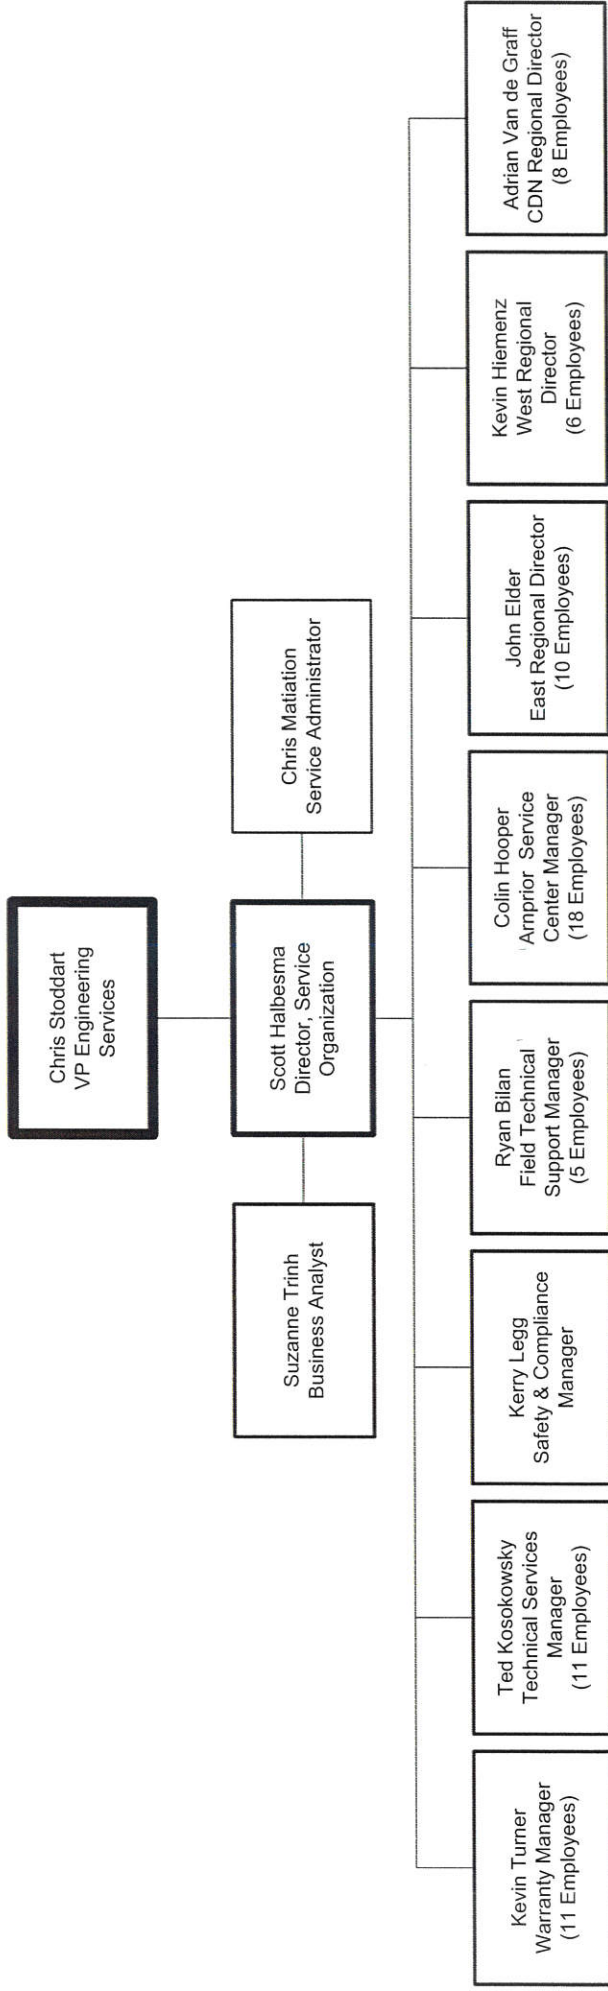 Chris Stoddart
VP Engineering
Services
Suzanne Trinh
Business Analyst
Scott Halbesma
Director, Service
Organization
Chris Matiation
Service Administrator
Kevin Turner
Warranty Manager
(11 Employees)
Ted Kosokowsky
Technical Services
Manager
(11 Employees)
Kerry Legg
Safety & Compliance
Manager
Ryan Bilan
Field Technical
Support Manager
(5 Employees)
Colin Hooper
Arnprior Service
Center Manager
(18 Employees)
John Elder
East Regional Director
(10 Employees)
Kevin Hiemenz
West Regional
Director
(6 Employees)
Adrian Van de Graff
CDN Regional Director
(8 Employees)